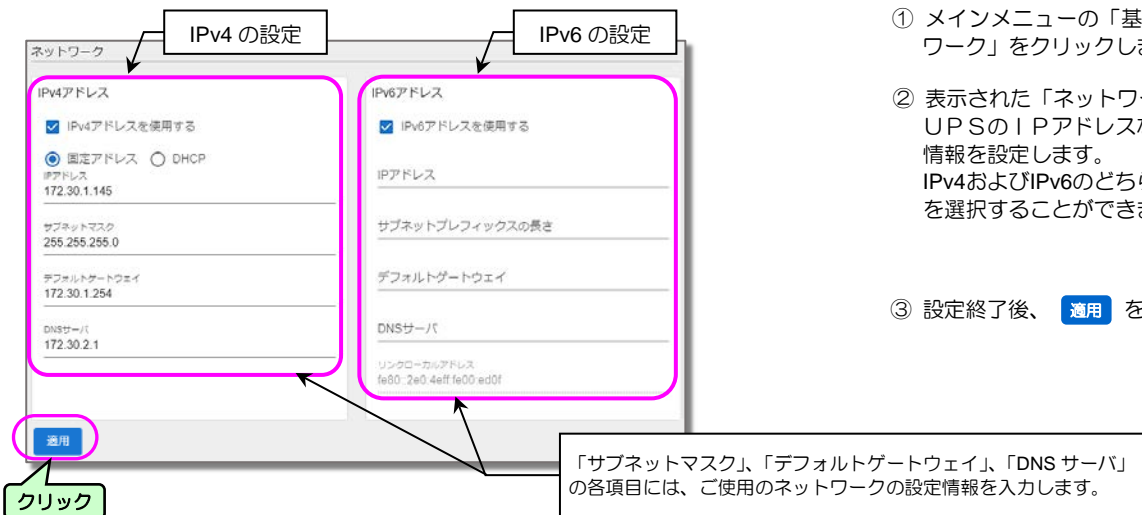 IPv4 の設定
IPv6 の設定
ネットワーク
IPv4アドレス
IPv4アドレスを使用する
固定アドレス DHCP
IPアドレス
172.30.1.145
サブネットマスク
255.255.255.0
デフォルトゲートウェイ
172.30.1.254
DNSサーバ
172.30.2.1
IPv6アドレス
IPv6アドレスを使用する
IPアドレス
サブネットプレフィックスの長さ
デフォルトゲートウェイ
DNSサーバ
リンクローカルアドレス
fe80::2e0:4eff:fe00:ed0f
適用
クリック
「サブネットマスク」、「デフォルトゲートウェイ」、「DNS サーバ」
の各項目には、ご使用のネットワークの設定情報を入力します。
① メインメニューの「基
ワーク」をクリックしま
② 表示された「ネットワー
ＵＰＳのＩＰアドレスな
情報を設定します。
IPv4およびIPv6のどちら
を選択することができま
③ 設定終了後、 適用 を